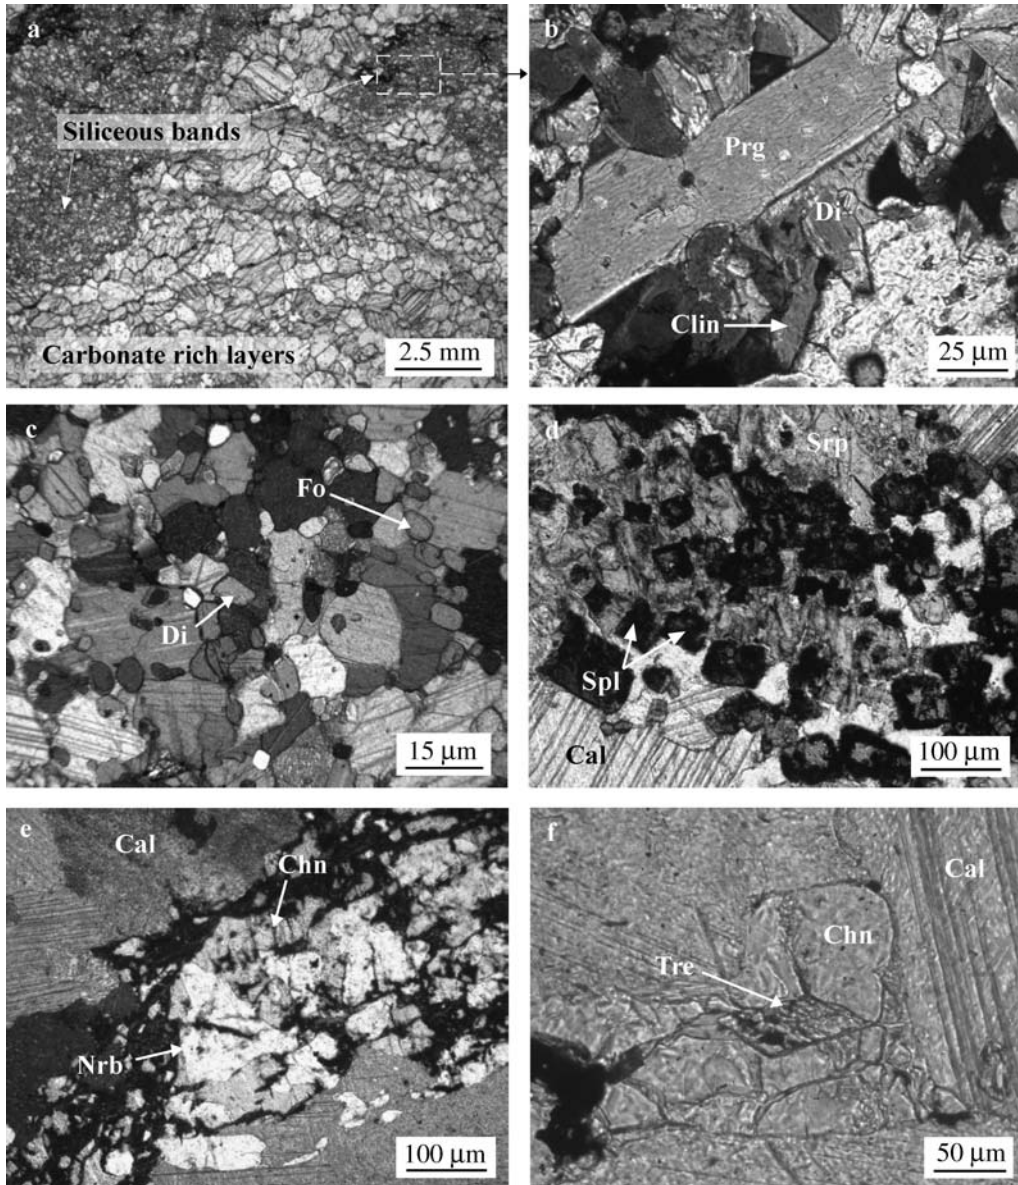 a
Siliceous bands
Carbonate rich layers
2.5 mm
b
Prg
Di
Clin
25 μm
c
Fo
Di
15 μm
d
Srp
Spl
Cal
100 μm
e
Cal
Chn
Nrb
100 μm
f
Cal
Chn
Tre
50 μm